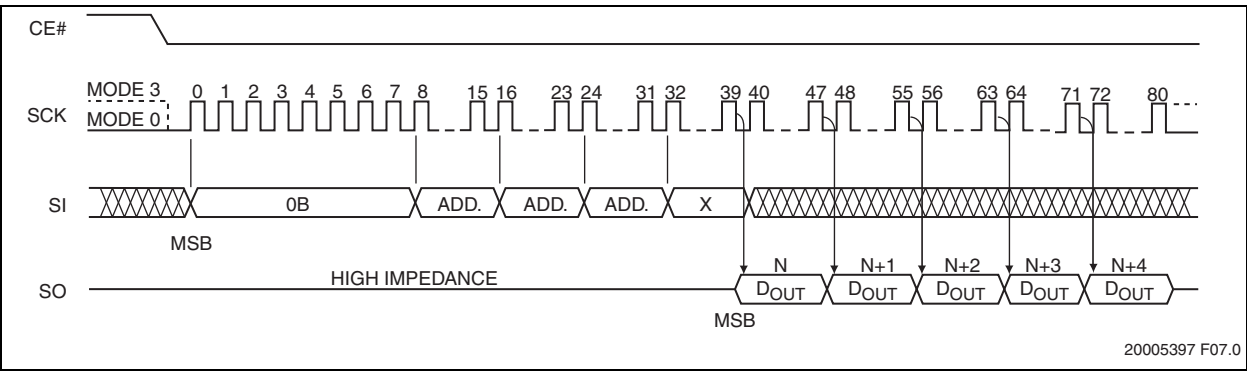 CE#
MODE 3
MODE 0
SCK
0 1 2 3 4 5 6 7 8 15 16 23 24 31 32 39 40 47 48 55 56 63 64 71 72 80
SI
0B ADD. ADD. ADD. X
MSB
HIGH IMPEDANCE
N N+1 N+2 N+3 N+4
SO
DOUT DOUT DOUT DOUT DOUT
MSB
20005397 F07.0